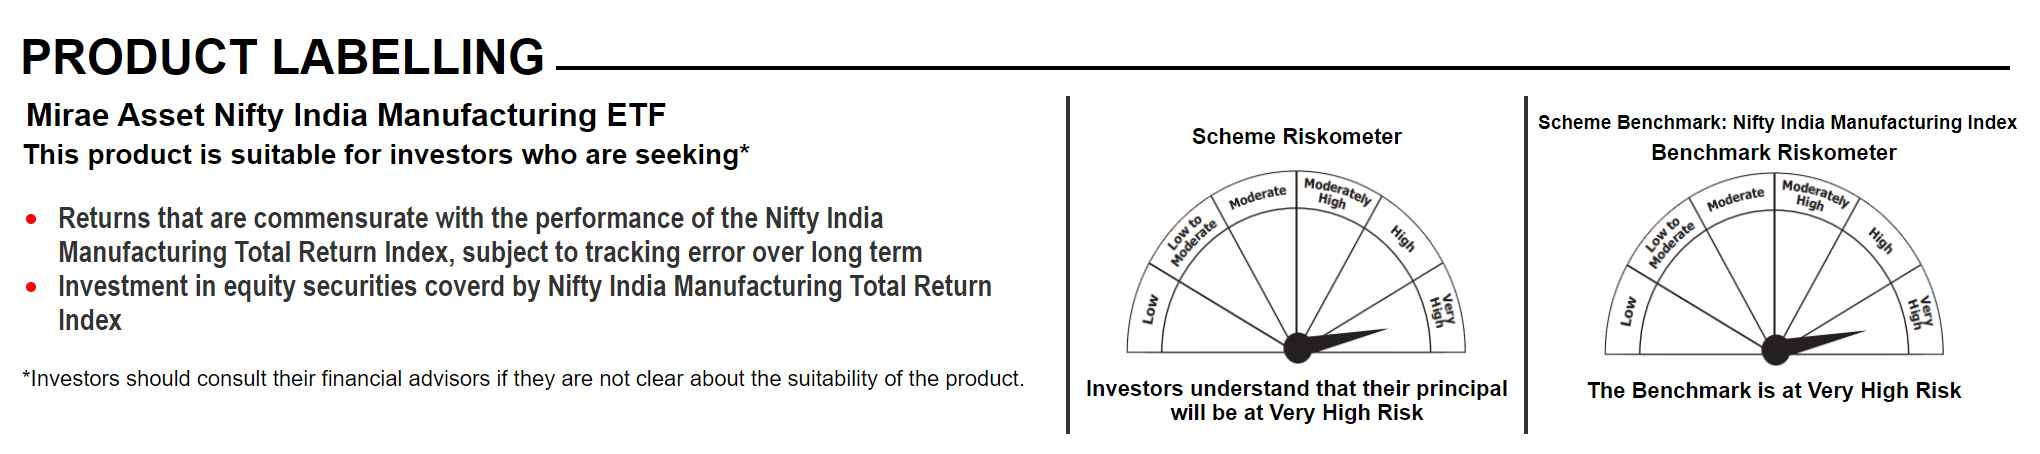 PRODUCT LABELLING
Mirae Asset Nifty India Manufacturing ETF
This product is suitable for investors who are seeking*
Returns that are commensurate with the performance of the Nifty India
Manufacturing Total Return Index, subject to tracking error over long term
Investment in equity securities coverd by Nifty India Manufacturing Total Return
Index
*Investors should consult their financial advisors if they are not clear about the suitability of the product.
Scheme Riskometer
Low
Low to
Moderate
Moderate
Moderately
High
High
Very
High
Investors understand that their principal
will be at Very High Risk
Scheme Benchmark: Nifty India Manufacturing Index
Benchmark Riskometer
Low
Low to
Moderate
Moderate
Moderately
High
High
Very
High
The Benchmark is at Very High Risk